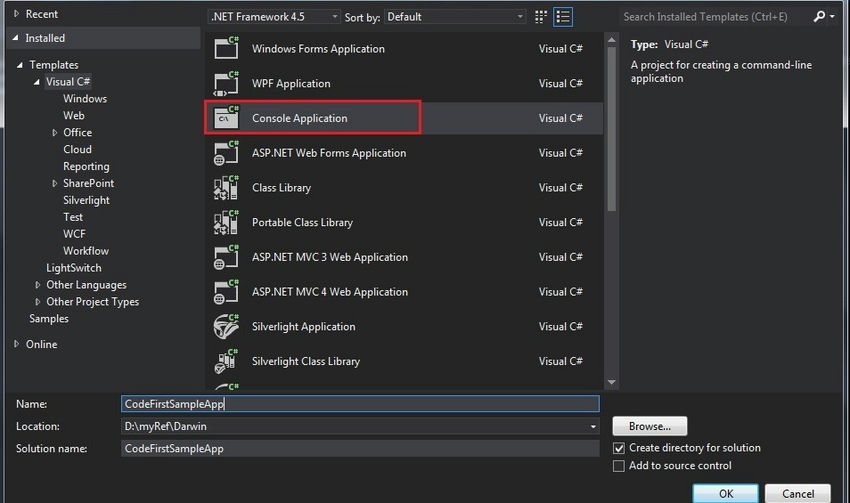 Recent
.NET Framework 4.5
Sort by: Default
Search Installed Templates (Ctrl+E)
Installed
Templates
Visual C#
Windows
Web
Office
Cloud
Reporting
SharePoint
Silverlight
Test
WCF
Workflow
LightSwitch
Other Languages
Other Project Types
Samples
Online
C# Windows Forms Application Visual C#
C# WPF Application Visual C#
C# C:\ Console Application Visual C#
C# ASP.NET Web Forms Application Visual C#
C# Class Library Visual C#
C# Portable Class Library Visual C#
C# ASP.NET MVC 3 Web Application Visual C#
C# ASP.NET MVC 4 Web Application Visual C#
C# Silverlight Application Visual C#
C# Silverlight Class Library Visual C#
C#
Type: Visual C#
A project for creating a command-line
application
Name: CodeFirstSampleApp
Location: D:\myRef\Darwin
Browse...
Solution name: CodeFirstSampleApp
Create directory for solution
Add to source control
OK
Cancel